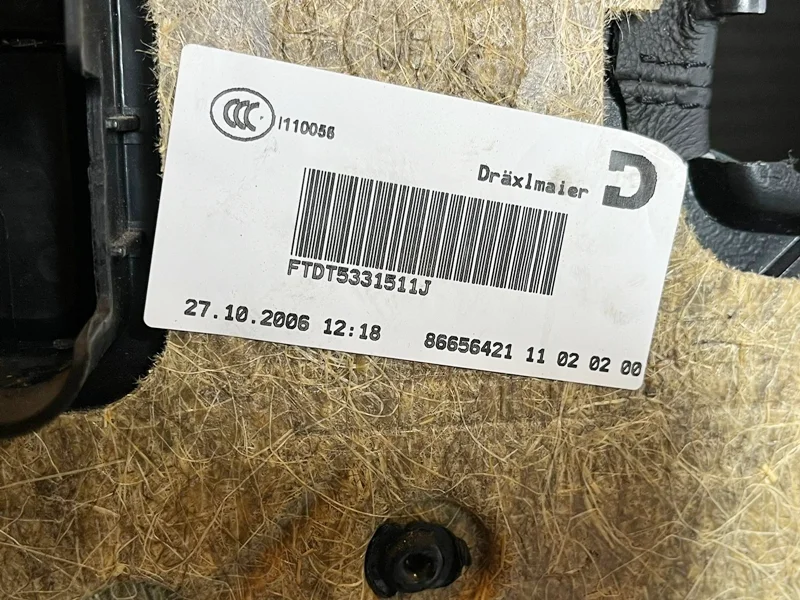 CCC I110056
Dräxlmaier D
FTDT5331511J
27.10.2006 12:18 86656421 11 02 02 00